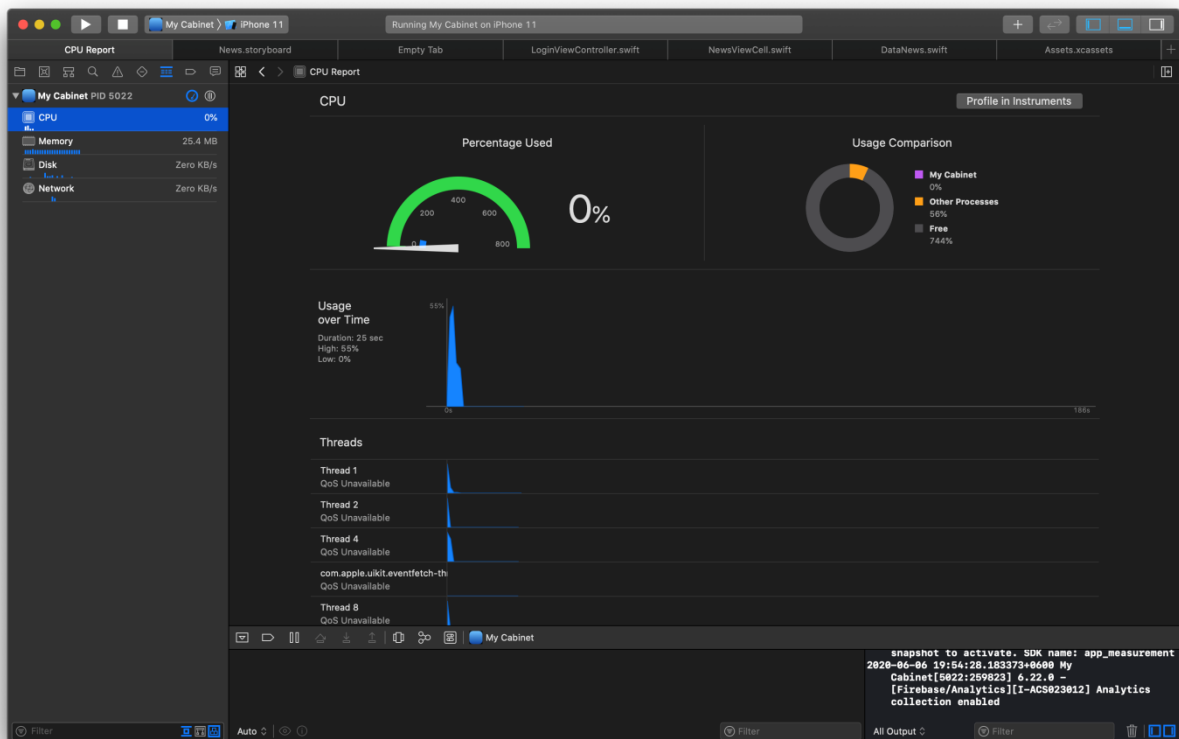 My Cabinet 〉 iPhone 11
Running My Cabinet on iPhone 11
CPU Report
News.storyboard
Empty Tab
LoginViewController.swift
NewsViewCell.swift
DataNews.swift
Assets.xcassets
CPU Report
My Cabinet PID 5022
CPU 0%
Memory 25.4 MB
Disk Zero KB/s
Network Zero KB/s
CPU
Profile in Instruments
Percentage Used
0
200
400
600
800
0%
Usage Comparison
My Cabinet
0%
Other Processes
56%
Free
744%
Usage
over Time
Duration: 25 sec
High: 55%
Low: 0%
55%
0s
186s
Threads
Thread 1
QoS Unavailable
Thread 2
QoS Unavailable
Thread 4
QoS Unavailable
com.apple.uikit.eventfetch-th
QoS Unavailable
Thread 8
QoS Unavailable
My Cabinet
snapshot to activate. SDK name: app_measurement
2020-06-06 19:54:28.183373+0600 My
Cabinet[5022:259823] 6.22.0 -
[Firebase/Analytics][I-ACS023012] Analytics
collection enabled
Filter
Auto
Filter
All Output
Filter